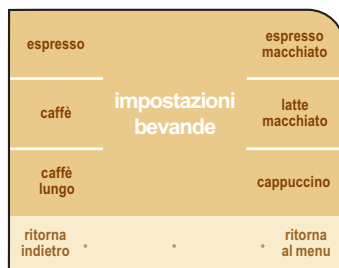 espresso
espresso
macchiato
impostazioni
bevande
caffè
latte
macchiato
caffè
lungo
cappuccino
ritorna
indietro
ritorna
al menu